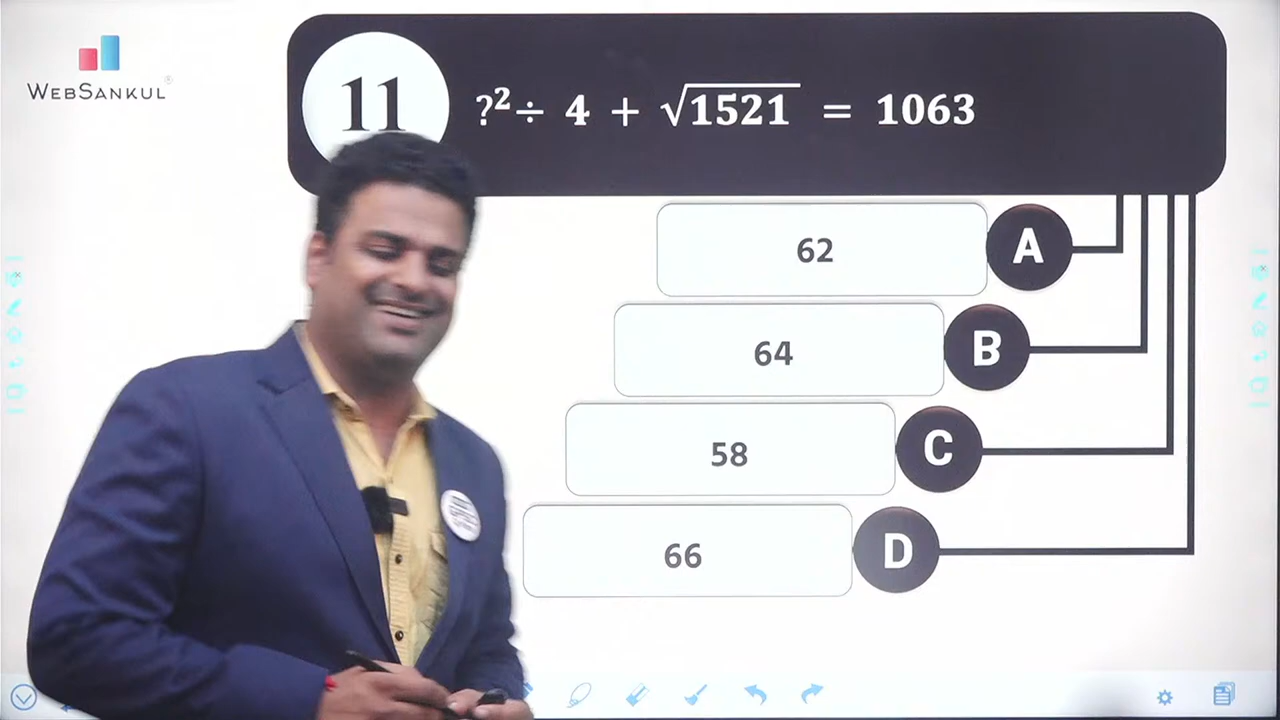 WEBSANKUL
11
?² ÷ 4 + √1521 = 1063
62 A
64 B
58 C
66 D